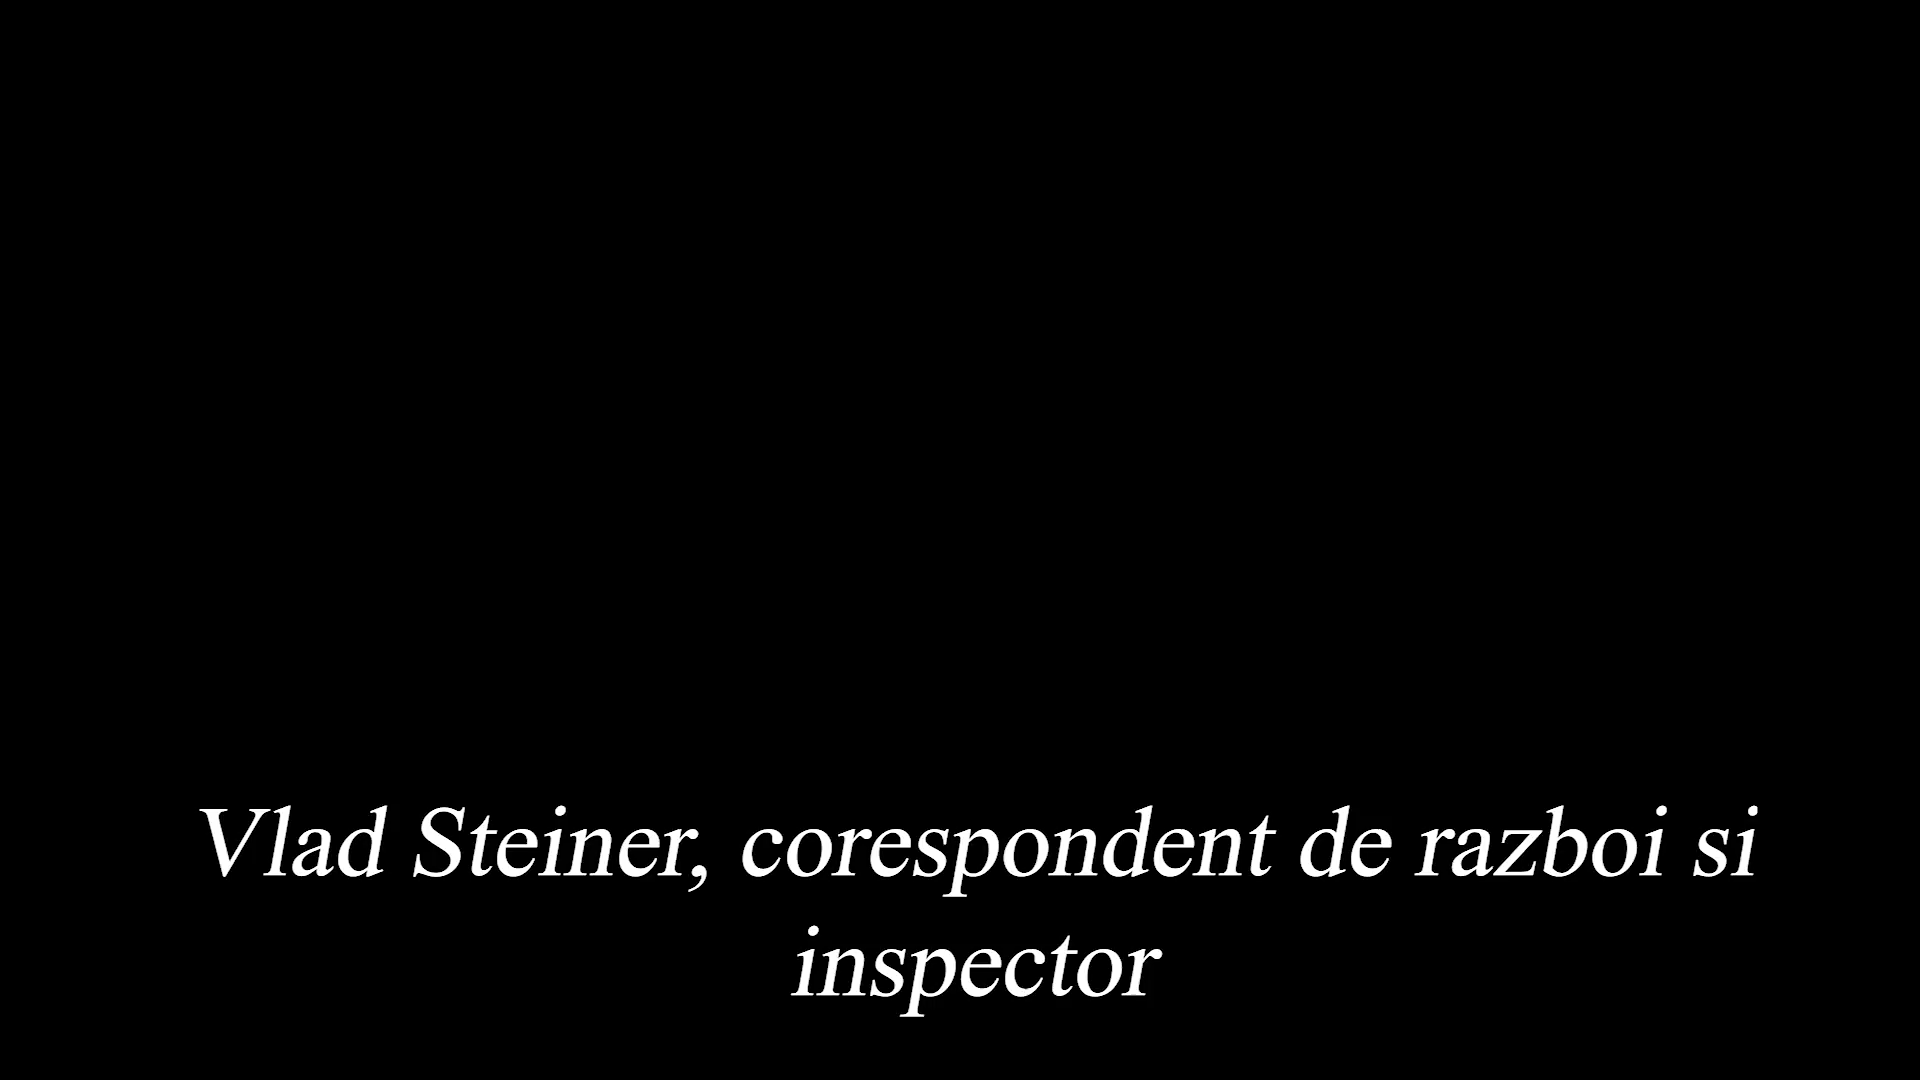 Vlad Steiner, corespondent de razboi si
inspector